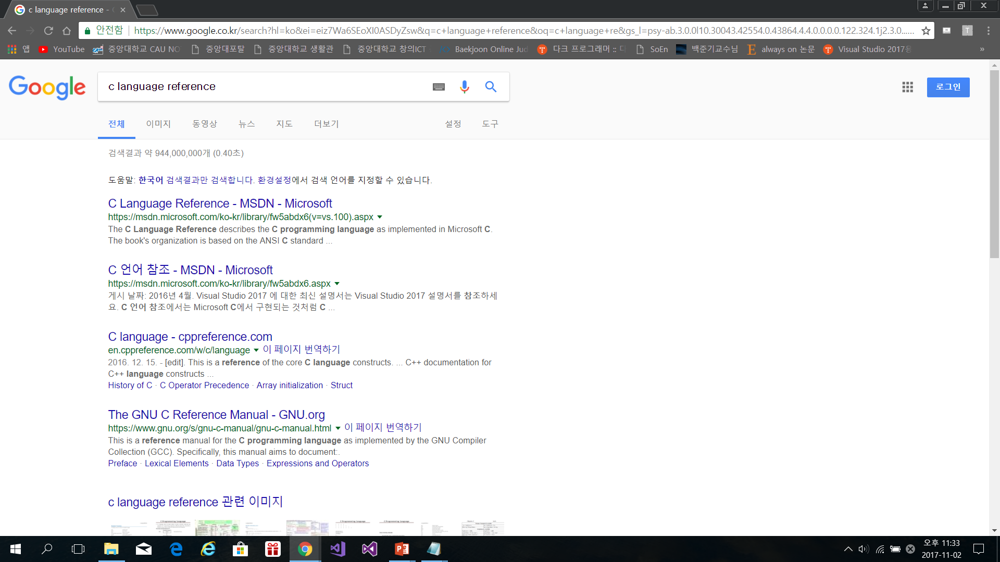 c language reference -
안전함
https://www.google.co.kr/search?hl=ko&ei=eiz7Wa6SEoXI0ASDyZsw&q=c+language+reference&oq=c+language+re&gs_l=psy-ab.3.0.0l10.30043.42554.0.43864.4.4.0.0.0.0.122.324.1j2.3.0......
앱 YouTube 중앙대학교 CAU NO 중앙대포탈 중앙대학교 생활관 중앙대학교 창의ICT Baekjoon Online Jud 다크 프로그래머 :: 다 SoEn 백준기교수님 always on 논문 Visual Studio 2017용 »
Google
c language reference
로그인
전체 이미지 동영상 뉴스 지도 더보기 설정 도구
검색결과 약 944,000,000개 (0.40초)
도움말: 한국어 검색결과만 검색합니다. 환경설정에서 검색 언어를 지정할 수 있습니다.
C Language Reference - MSDN - Microsoft
https://msdn.microsoft.com/ko-kr/library/fw5abdx6(v=vs.100).aspx
The C Language Reference describes the C programming language as implemented in Microsoft C.
The book's organization is based on the ANSI C standard ...
C 언어 참조 - MSDN - Microsoft
https://msdn.microsoft.com/ko-kr/library/fw5abdx6.aspx
게시 날짜: 2016년 4월. Visual Studio 2017 에 대한 최신 설명서는 Visual Studio 2017 설명서를 참조하세
요. C 언어 참조에서는 Microsoft C에서 구현되는 것처럼 C ...
C language - cppreference.com
en.cppreference.com/w/c/language 이 페이지 번역하기
2016. 12. 15. - [edit]. This is a reference of the core C language constructs. ... C++ documentation for
C++ language constructs ...
History of C · C Operator Precedence · Array initialization · Struct
The GNU C Reference Manual - GNU.org
https://www.gnu.org/s/gnu-c-manual/gnu-c-manual.html 이 페이지 번역하기
This is a reference manual for the C programming language as implemented by the GNU Compiler
Collection (GCC). Specifically, this manual aims to document:.
Preface · Lexical Elements · Data Types · Expressions and Operators
c language reference 관련 이미지
오후 11:33
2017-11-02